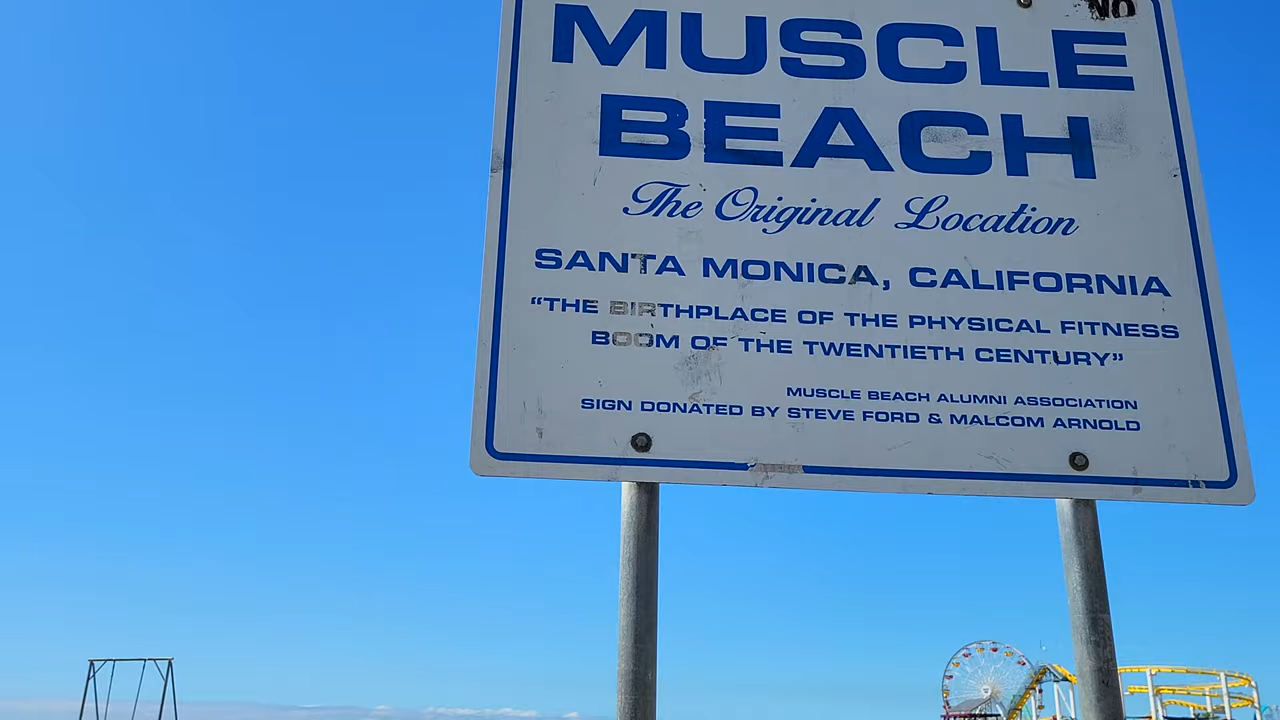 NO
MUSCLE
BEACH
The Original Location
SANTA MONICA, CALIFORNIA
“THE BIRTHPLACE OF THE PHYSICAL FITNESS
BOOM OF THE TWENTIETH CENTURY”
MUSCLE BEACH ALUMNI ASSOCIATION
SIGN DONATED BY STEVE FORD & MALCOM ARNOLD